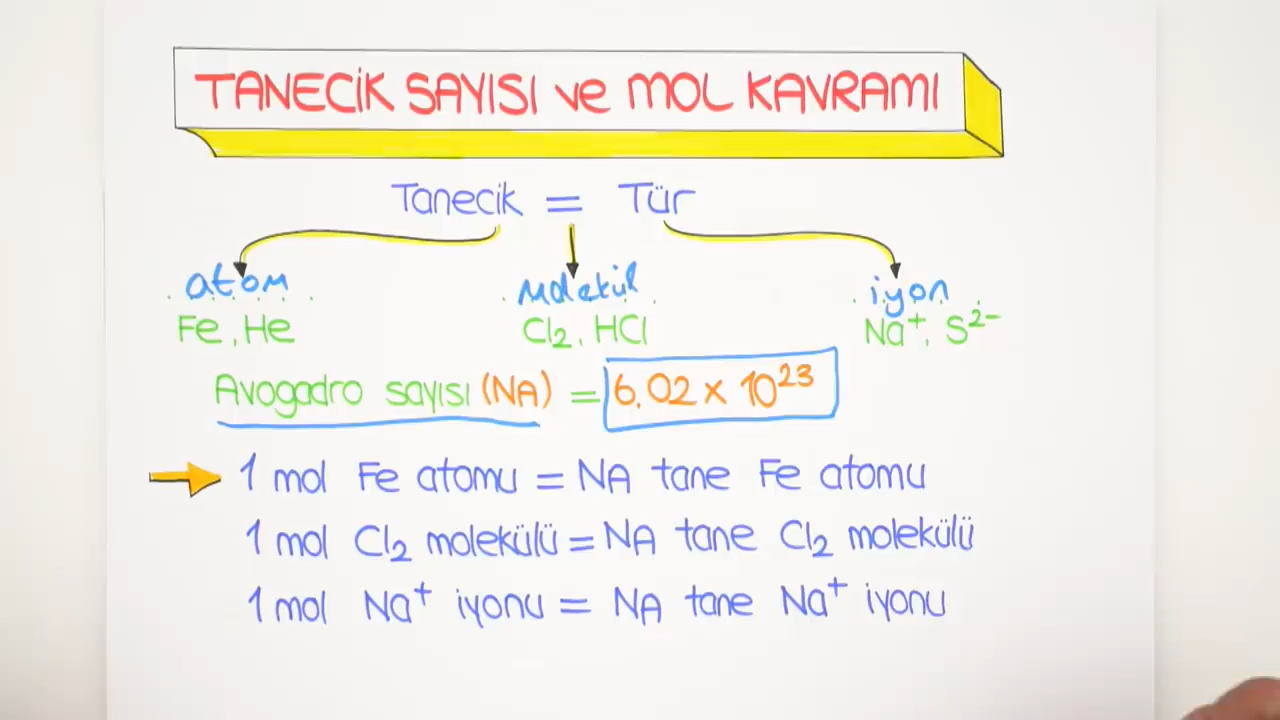 TANECİK SAYISI ve MOL KAVRAMI
Tanecik = Tür
atom molekül iyon
Fe, He Cl₂, HCl Na⁺, S²⁻
Avogadro sayısı (NA) = 6,02 x 10²³
1 mol Fe atomu = NA tane Fe atomu
1 mol Cl₂ molekülü = NA tane Cl₂ molekülü
1 mol Na⁺ iyonu = NA tane Na⁺ iyonu